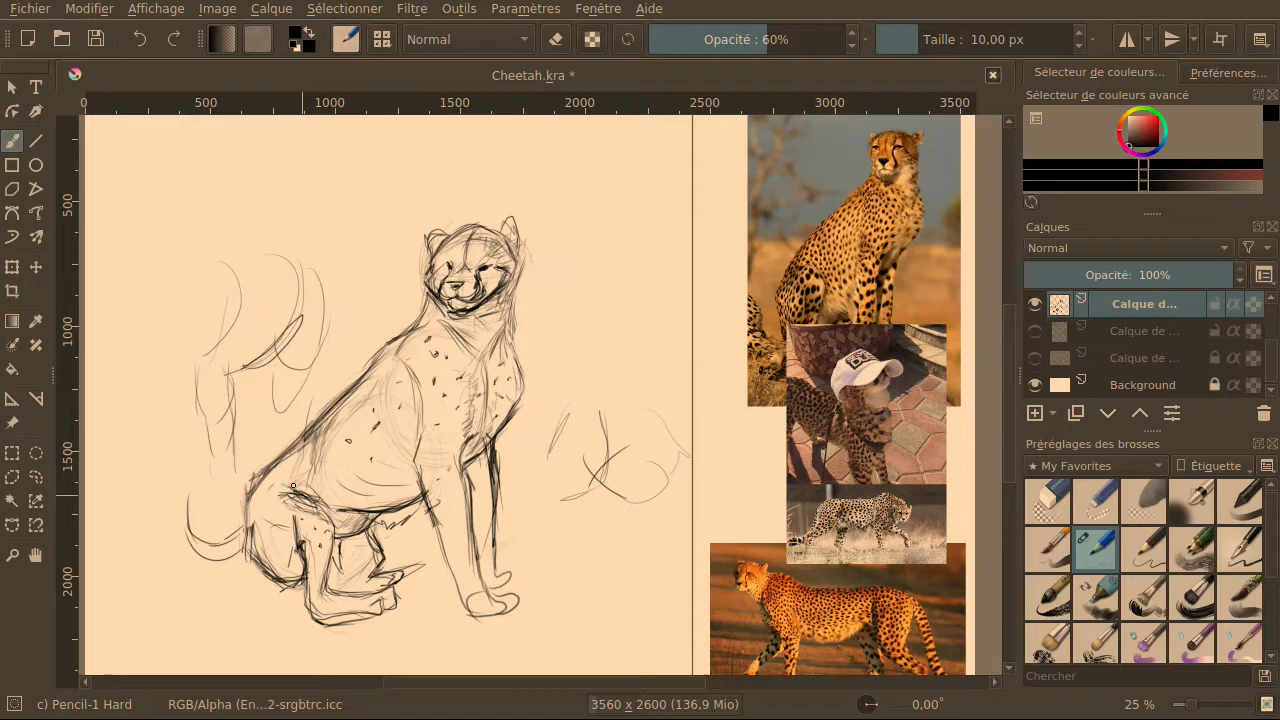 Fichier Modifier Affichage Image Calque Sélectionner Filtre Outils Paramètres Fenêtre Aide
Normal Opacité : 60% Taille : 10,00 px
Cheetah.kra *
Sélecteur de couleurs... Préférences...
0 500 1000 1500 2000 2500 3000 3500
Sélecteur de couleurs avancé
500
1000
1500
2000
Calques
Normal
Opacité: 100%
Calque d...
Calque de ...
Calque de ...
Background
Préréglages des brosses
★ My Favorites Étiquette
Chercher
c) Pencil-1 Hard RGB/Alpha (En...2-srgbtrc.icc 3560 x 2600 (136,9 Mio) 0,00° 25 %